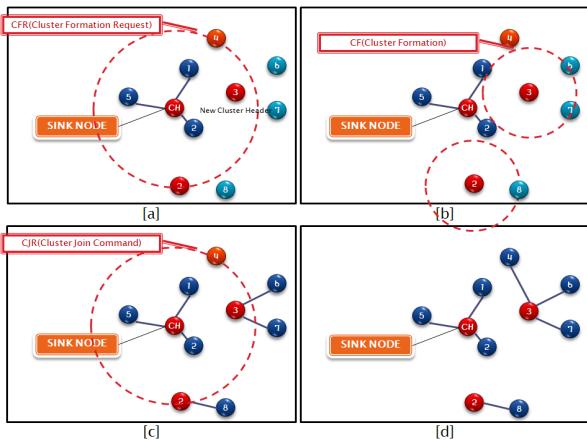 CFR(Cluster Formation Request)
4
6
1
3
5
CH
New Cluster Header
7
SINK NODE
2
2
8
[a]
CF(Cluster Formation)
4
6
1
3
5
CH
7
SINK NODE
2
2
8
[b]
CJR(Cluster Join Command)
4
1
6
3
5
CH
7
SINK NODE
2
2
8
[c]
4
1
6
3
5
CH
7
SINK NODE
2
2
8
[d]